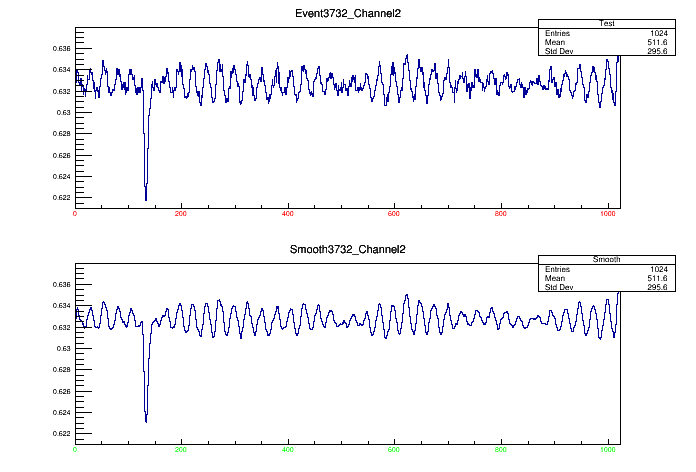 Event3732_Channel2
Test
Entries 1024
Mean 511.6
Std Dev 295.6
0.636
0.634
0.632
0.63
0.628
0.626
0.624
0.622
0 200 400 600 800 1000
Smooth3732_Channel2
Smooth
Entries 1024
Mean 511.6
Std Dev 295.6
0.636
0.634
0.632
0.63
0.628
0.626
0.624
0.622
0 200 400 600 800 1000